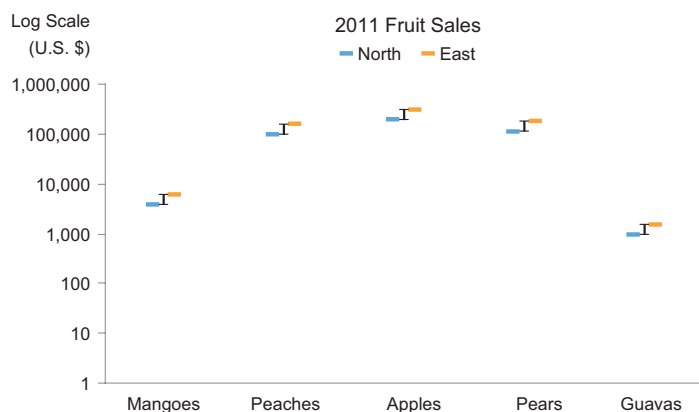 Log Scale
(U.S. $)
2011 Fruit Sales
North East
1,000,000
100,000
10,000
1,000
100
10
1
Mangoes Peaches Apples Pears Guavas